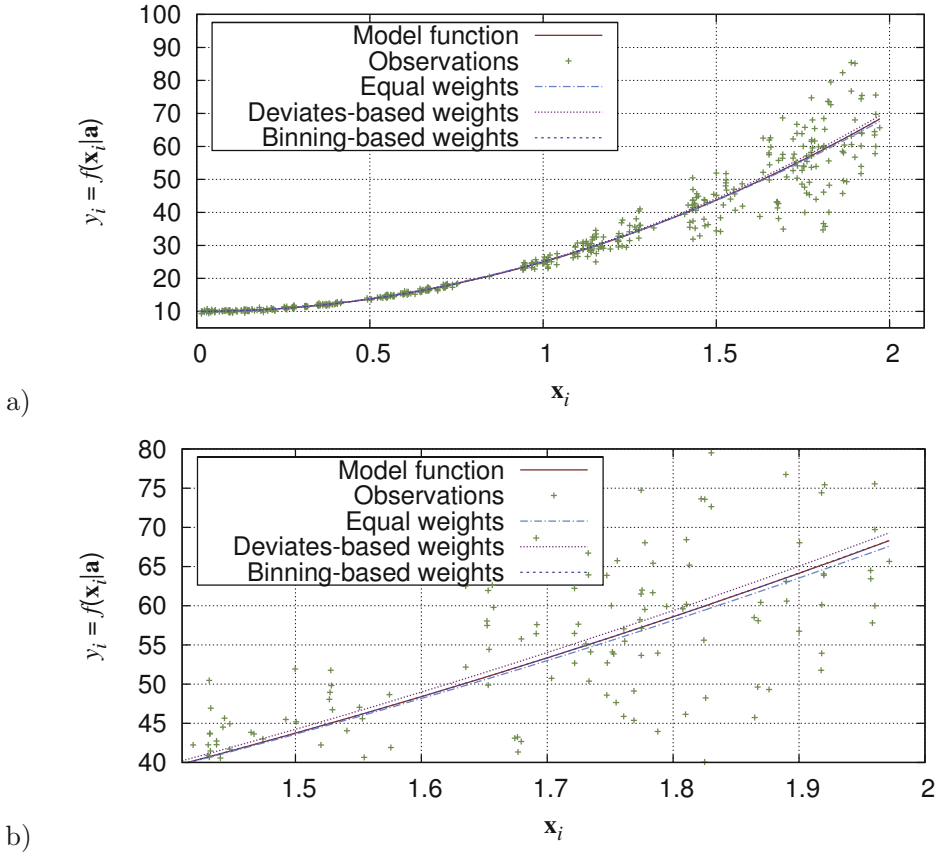 100
90
80
70
60
50
40
30
20
10
y_i = f(x_i|a)
Model function
Observations
Equal weights
Deviates-based weights
Binning-based weights
0
0.5
1
1.5
2
x_i
a)
80
75
70
65
60
55
50
45
40
y_i = f(x_i|a)
Model function
Observations
Equal weights
Deviates-based weights
Binning-based weights
1.5
1.6
1.7
1.8
1.9
2
x_i
b)